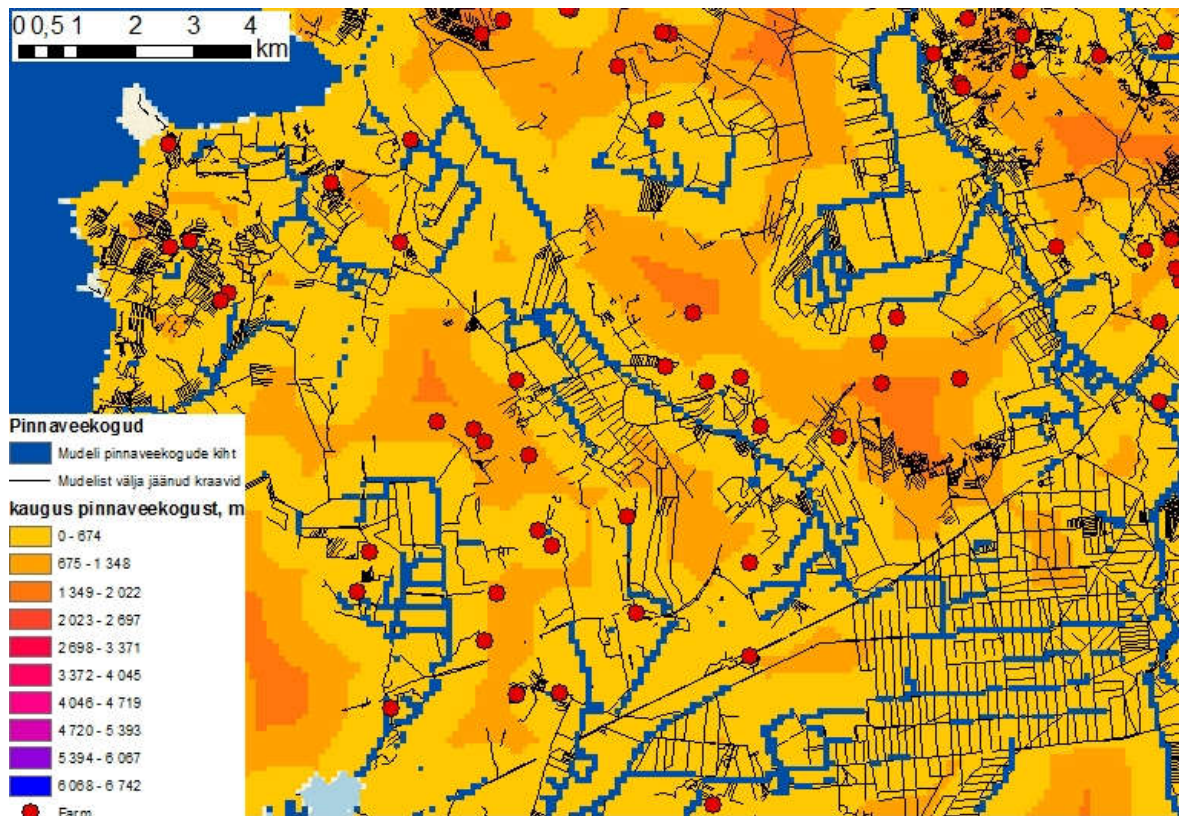 0 0,5 1 2 3 4
km
Pinnaveekogud
Mudeli pinnaveekogude kiht
Mudelist välja jäänud kraavid
kaugus pinnaveekogust, m
0 - 674
675 - 1 348
1 349 - 2 022
2 023 - 2 697
2 698 - 3 371
3 372 - 4 045
4 046 - 4 719
4 720 - 5 393
5 394 - 6 067
6 068 - 6 742
Farm